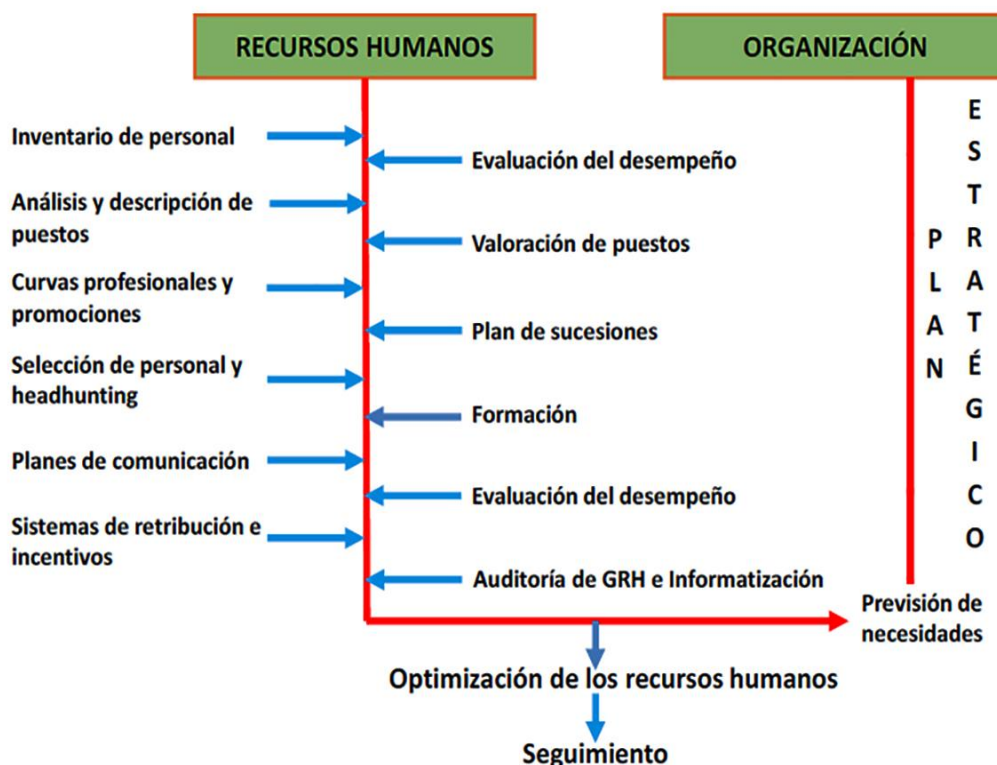 RECURSOS HUMANOS
ORGANIZACIÓN
Inventario de personal
Evaluación del desempeño
Análisis y descripción de
puestos
Valoración de puestos
Curvas profesionales y
promociones
Plan de sucesiones
Selección de personal y
headhunting
Formación
Planes de comunicación
Evaluación del desempeño
Sistemas de retribución e
incentivos
Auditoría de GRH e Informatización
PLAN
ESTRATÉGICO
Previsión de
necesidades
Optimización de los recursos humanos
Seguimiento